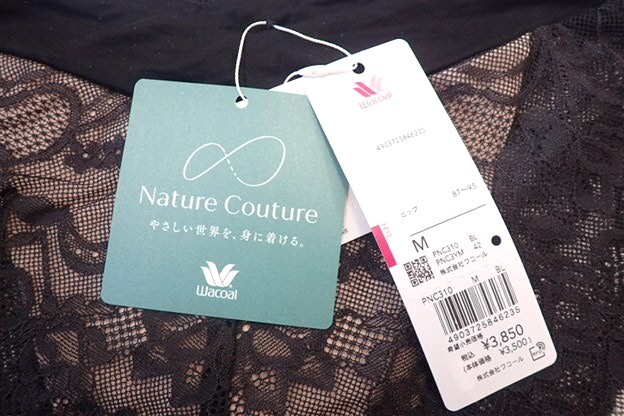 Nature Couture
やさしい世界を、身に着ける。
Wacoal
Wacoal
4903725846235
ヒップ 87～95
M
PNC310 BL
PNC3YM 42
株式会社ワコール
PNC310 M BL
4903725846235
希望小売価格
税込 ¥3,850
(本体価格 ¥3,500)
株式会社ワコール